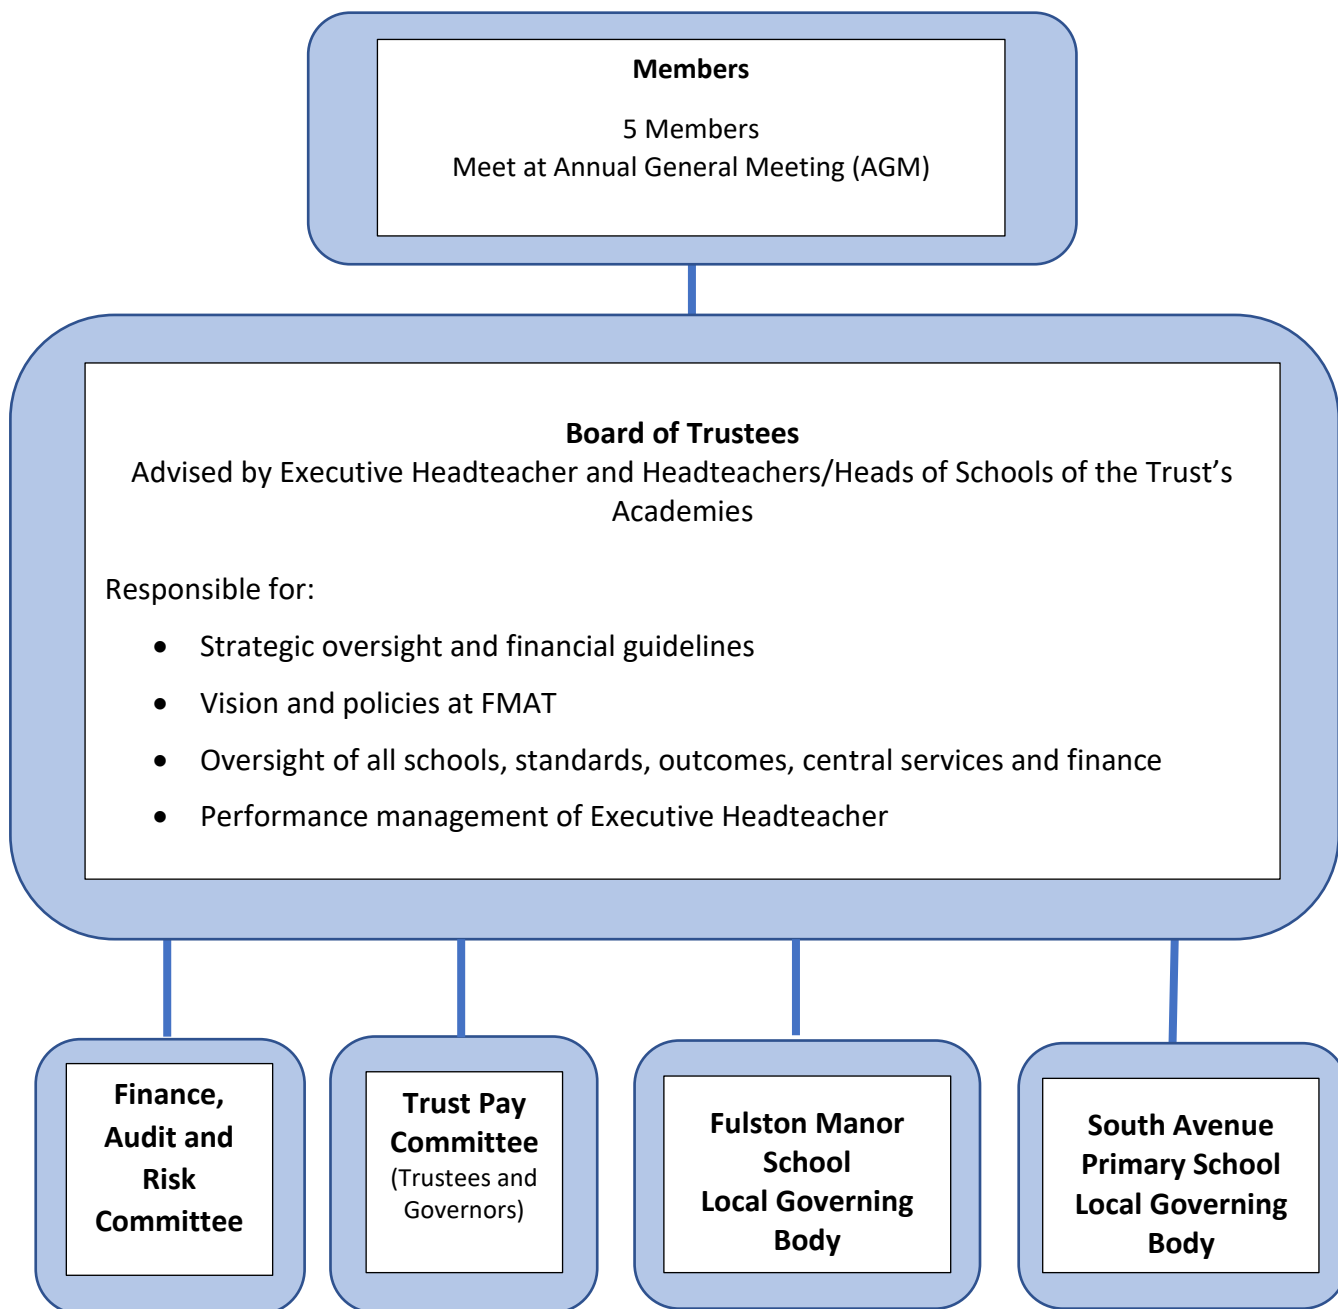 Members
5 Members
Meet at Annual General Meeting (AGM)
Board of Trustees
Advised by Executive Headteacher and Headteachers/Heads of Schools of the Trust’s
Academies
Responsible for:
• Strategic oversight and financial guidelines
• Vision and policies at FMAT
• Oversight of all schools, standards, outcomes, central services and finance
• Performance management of Executive Headteacher
Finance,
Audit and
Risk
Committee
Trust Pay
Committee
(Trustees and
Governors)
Fulston Manor
School
Local Governing
Body
South Avenue
Primary School
Local Governing
Body